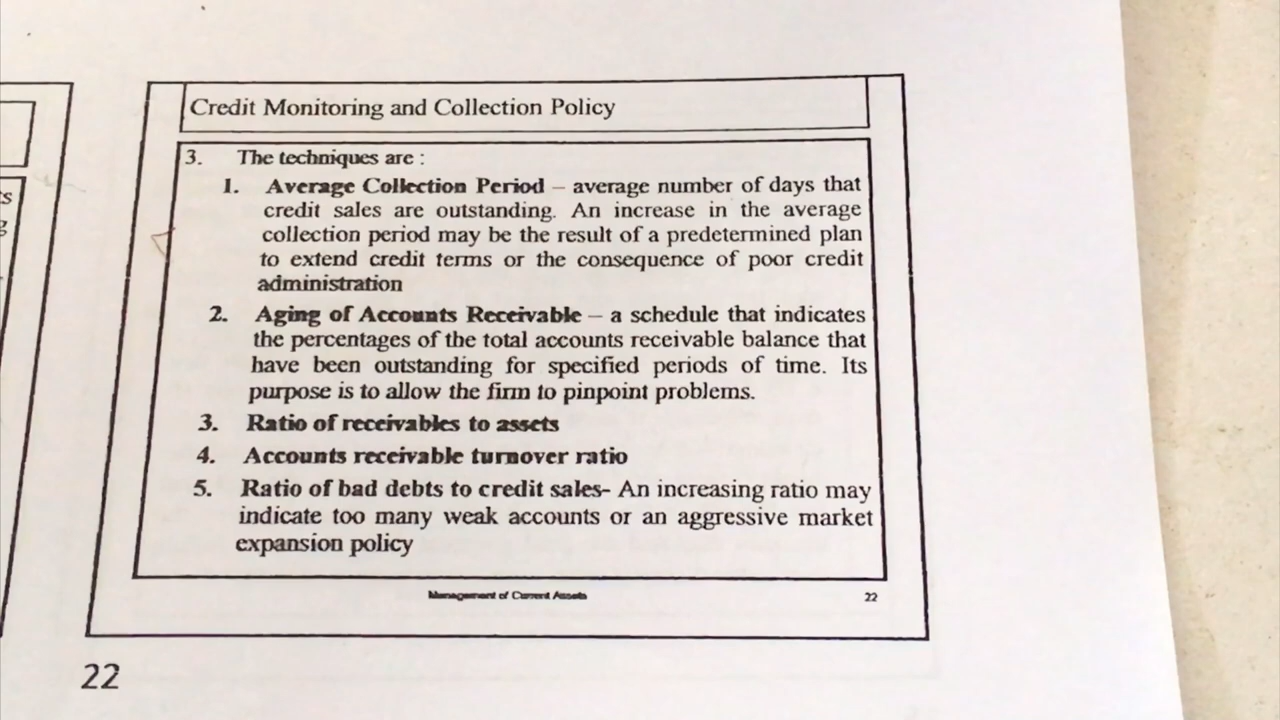 Credit Monitoring and Collection Policy
3. The techniques are :
1. Average Collection Period – average number of days that
credit sales are outstanding. An increase in the average
collection period may be the result of a predetermined plan
to extend credit terms or the consequence of poor credit
administration
2. Aging of Accounts Receivable – a schedule that indicates
the percentages of the total accounts receivable balance that
have been outstanding for specified periods of time. Its
purpose is to allow the firm to pinpoint problems.
3. Ratio of receivables to assets
4. Accounts receivable turnover ratio
5. Ratio of bad debts to credit sales- An increasing ratio may
indicate too many weak accounts or an aggressive market
expansion policy
Management of Current Assets 22
22